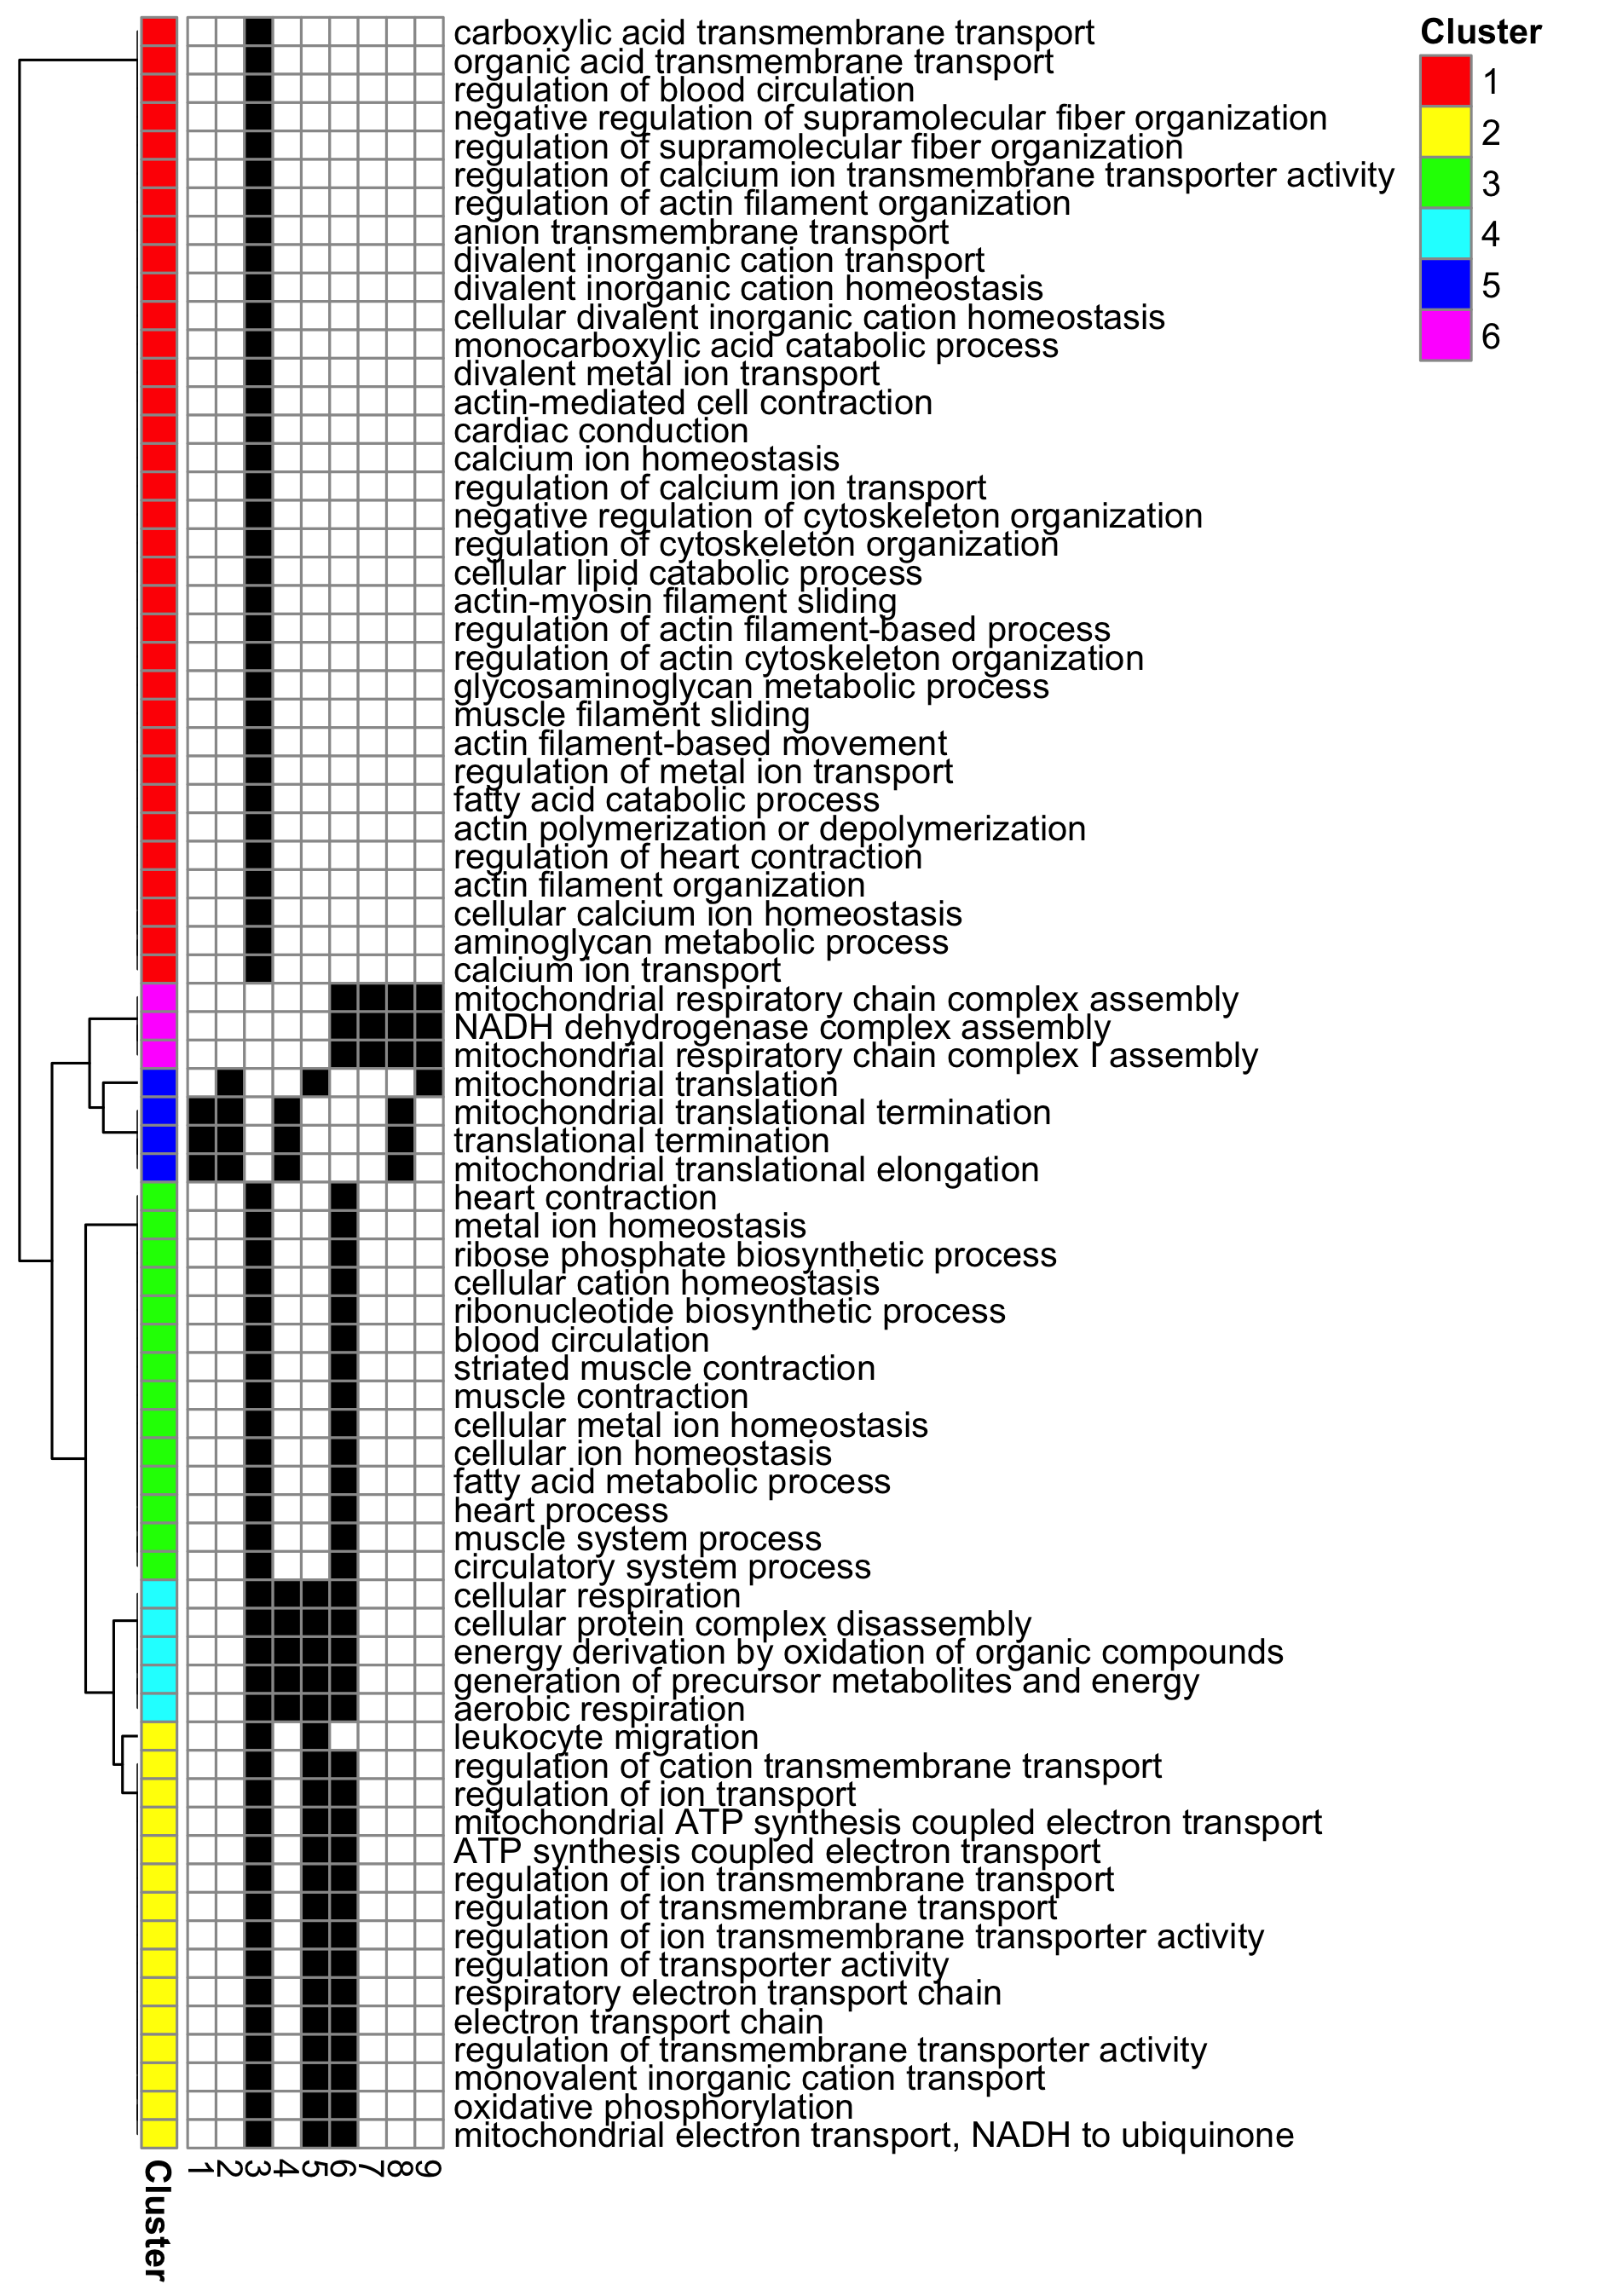 carboxylic acid transmembrane transport
organic acid transmembrane transport
regulation of blood circulation
negative regulation of supramolecular fiber organization
regulation of supramolecular fiber organization
regulation of calcium ion transmembrane transporter activity
regulation of actin filament organization
anion transmembrane transport
divalent inorganic cation transport
divalent inorganic cation homeostasis
cellular divalent inorganic cation homeostasis
monocarboxylic acid catabolic process
divalent metal ion transport
actin-mediated cell contraction
cardiac conduction
calcium ion homeostasis
regulation of calcium ion transport
negative regulation of cytoskeleton organization
regulation of cytoskeleton organization
cellular lipid catabolic process
actin-myosin filament sliding
regulation of actin filament-based process
regulation of actin cytoskeleton organization
glycosaminoglycan metabolic process
muscle filament sliding
actin filament-based movement
regulation of metal ion transport
fatty acid catabolic process
actin polymerization or depolymerization
regulation of heart contraction
actin filament organization
cellular calcium ion homeostasis
aminoglycan metabolic process
calcium ion transport
mitochondrial respiratory chain complex assembly
NADH dehydrogenase complex assembly
mitochondrial respiratory chain complex I assembly
mitochondrial translation
mitochondrial translational termination
translational termination
mitochondrial translational elongation
heart contraction
metal ion homeostasis
ribose phosphate biosynthetic process
cellular cation homeostasis
ribonucleotide biosynthetic process
blood circulation
striated muscle contraction
muscle contraction
cellular metal ion homeostasis
cellular ion homeostasis
fatty acid metabolic process
heart process
muscle system process
circulatory system process
cellular respiration
cellular protein complex disassembly
energy derivation by oxidation of organic compounds
generation of precursor metabolites and energy
aerobic respiration
leukocyte migration
regulation of cation transmembrane transport
regulation of ion transport
mitochondrial ATP synthesis coupled electron transport
ATP synthesis coupled electron transport
regulation of ion transmembrane transport
regulation of transmembrane transport
regulation of ion transmembrane transporter activity
regulation of transporter activity
respiratory electron transport chain
electron transport chain
regulation of transmembrane transporter activity
monovalent inorganic cation transport
oxidative phosphorylation
mitochondrial electron transport, NADH to ubiquinone
Cluster
1
2
3
4
5
6
7
8
9
Cluster
1
2
3
4
5
6